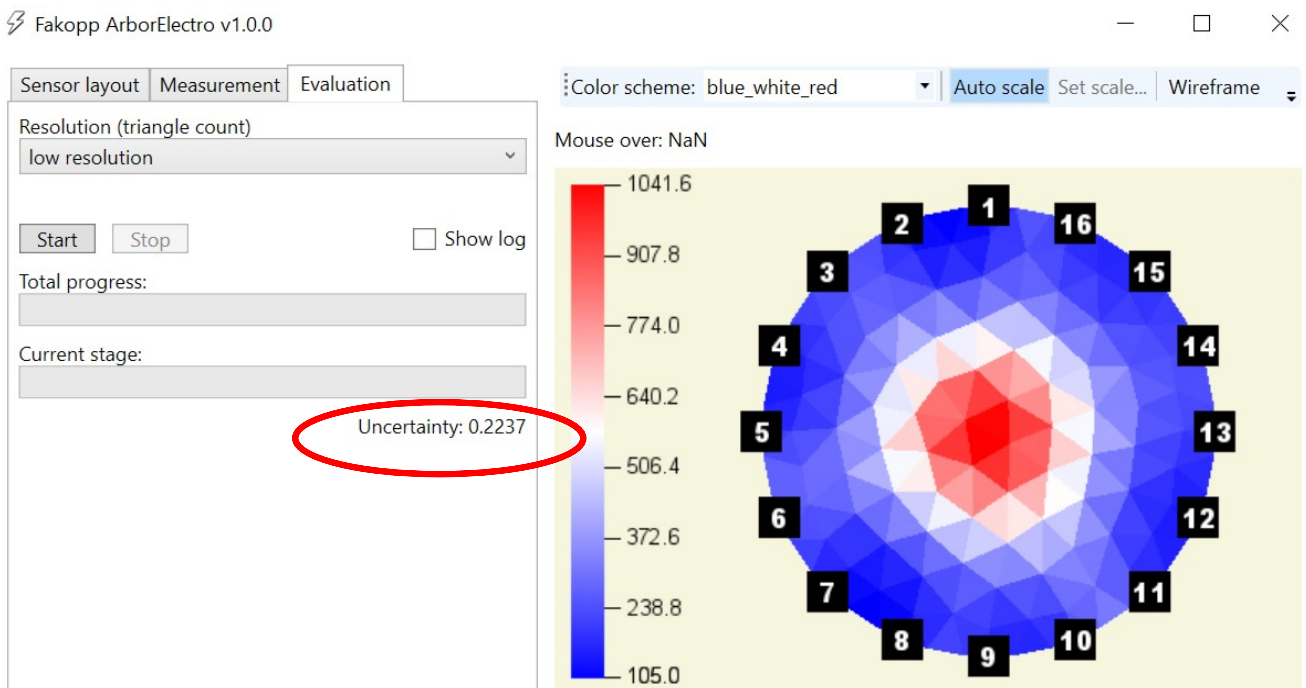 Fakopp ArborElectro v1.0.0
Sensor layout Measurement Evaluation
Resolution (triangle count)
low resolution
Start Stop Show log
Total progress:
Current stage:
Uncertainty: 0.2237
Color scheme: blue_white_red Auto scale Set scale... Wireframe
Mouse over: NaN
1041.6
907.8
774.0
640.2
506.4
372.6
238.8
105.0
1
2
3
4
5
6
7
8
9
10
11
12
13
14
15
16